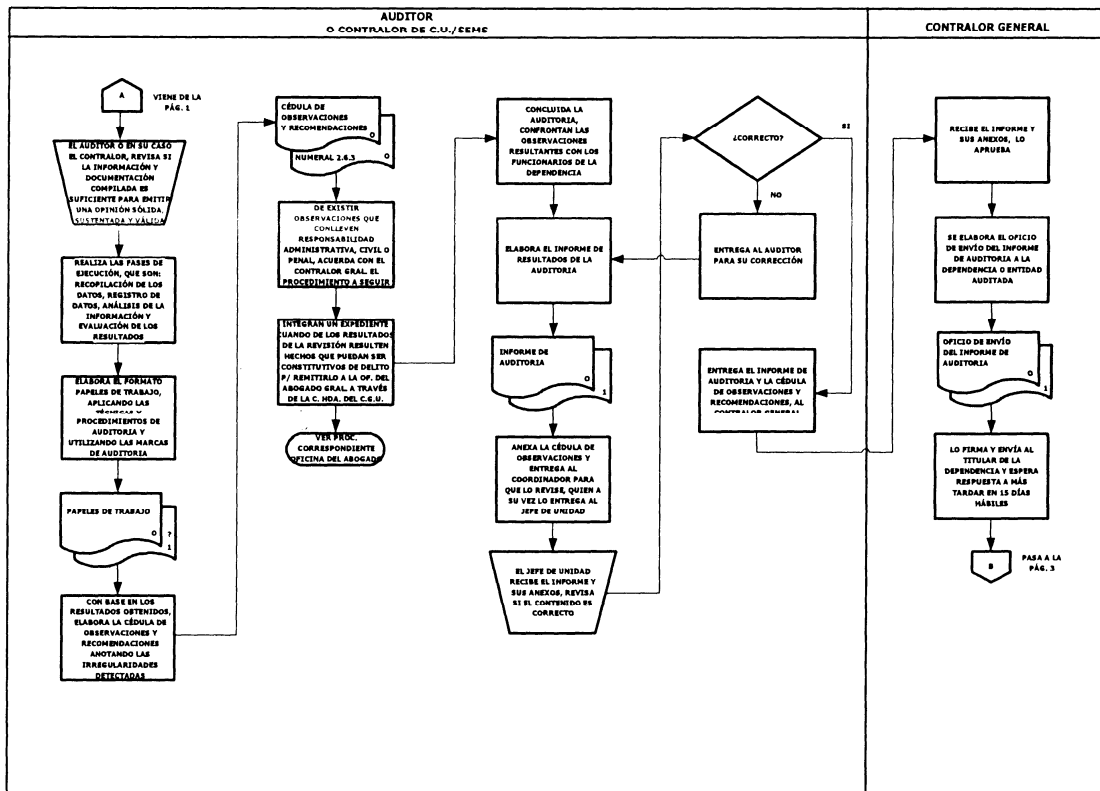 AUDITOR
O CONTRALOR DE C.U./SEMS
CONTRALOR GENERAL
A
VIENE DE LA
PÁG. 1
EL AUDITOR O EN SU CASO
EL CONTRALOR, REVISA SI
LA INFORMACIÓN Y
DOCUMENTACIÓN
COMPILADA ES
SUFICIENTE PARA EMITIR
UNA OPINIÓN SÓLIDA,
SUSTENTADA Y VÁLIDA
REALIZA LAS FASES DE
EJECUCIÓN, QUE SON:
RECOPILACIÓN DE LOS
DATOS, REGISTRO DE
DATOS, ANÁLISIS DE LA
INFORMACIÓN Y
EVALUACIÓN DE LOS
RESULTADOS
ELABORA EL FORMATO
PAPELES DE TRABAJO,
APLICANDO LAS
TÉCNICAS Y
PROCEDIMIENTOS DE
AUDITORIA Y
UTILIZANDO LAS MARCAS
DE AUDITORIA
PAPELES DE TRABAJO
O
?
1
CON BASE EN LOS
RESULTADOS OBTENIDOS,
ELABORA LA CÉDULA DE
OBSERVACIONES Y
RECOMENDACIONES
ANOTANDO LAS
IRREGULARIDADES
DETECTADAS
CÉDULA DE
OBSERVACIONES
Y RECOMENDACIONES
O
NUMERAL 2.6.3
O
DE EXISTIR
OBSERVACIONES QUE
CONLLEVEN
RESPONSABILIDAD
ADMINISTRATIVA, CIVIL O
PENAL, ACUERDA CON EL
CONTRALOR GRAL. EL
PROCEDIMIENTO A SEGUIR
INTEGRAN UN EXPEDIENTE
CUANDO DE LOS RESULTADOS
DE LA REVISIÓN RESULTEN
HECHOS QUE PUEDAN SER
CONSTITUTIVOS DE DELITO
P/ REMITIRLO A LA OF. DEL
ABOGADO GRAL. A TRAVÉS
DE LA C. HDA. DEL C.G.U.
VER PROC.
CORRESPONDIENTE
OFICINA DEL ABOGADO
CONCLUIDA LA
AUDITORIA,
CONFRONTAN LAS
OBSERVACIONES
RESULTANTES CON LOS
FUNCIONARIOS DE LA
DEPENDENCIA
ELABORA EL INFORME DE
RESULTADOS DE LA
AUDITORIA
INFORME DE
AUDITORIA
O
1
ANEXA LA CÉDULA DE
OBSERVACIONES Y
ENTREGA AL
COORDINADOR PARA
QUE LO REVISE, QUIEN A
SU VEZ LO ENTREGA AL
JEFE DE UNIDAD
EL JEFE DE UNIDAD
RECIBE EL INFORME Y
SUS ANEXOS, REVISA
SI EL CONTENIDO ES
CORRECTO
¿CORRECTO?
SI
NO
ENTREGA AL AUDITOR
PARA SU CORRECCIÓN
ENTREGA EL INFORME DE
AUDITORIA Y LA CÉDULA
DE OBSERVACIONES Y
RECOMENDACIONES, AL
CONTRALOR GENERAL
RECIBE EL INFORME Y
SUS ANEXOS, LO
APRUEBA
SE ELABORA EL OFICIO
DE ENVÍO DEL INFORME
DE AUDITORIA A LA
DEPENDENCIA O ENTIDAD
AUDITADA
OFICIO DE ENVÍO
DEL INFORME DE
AUDITORIA
O
1
LO FIRMA Y ENVÍA AL
TITULAR DE LA
DEPENDENCIA Y ESPERA
RESPUESTA A MÁS
TARDAR EN 15 DÍAS
HÁBILES
B
PASA A LA
PÁG. 3